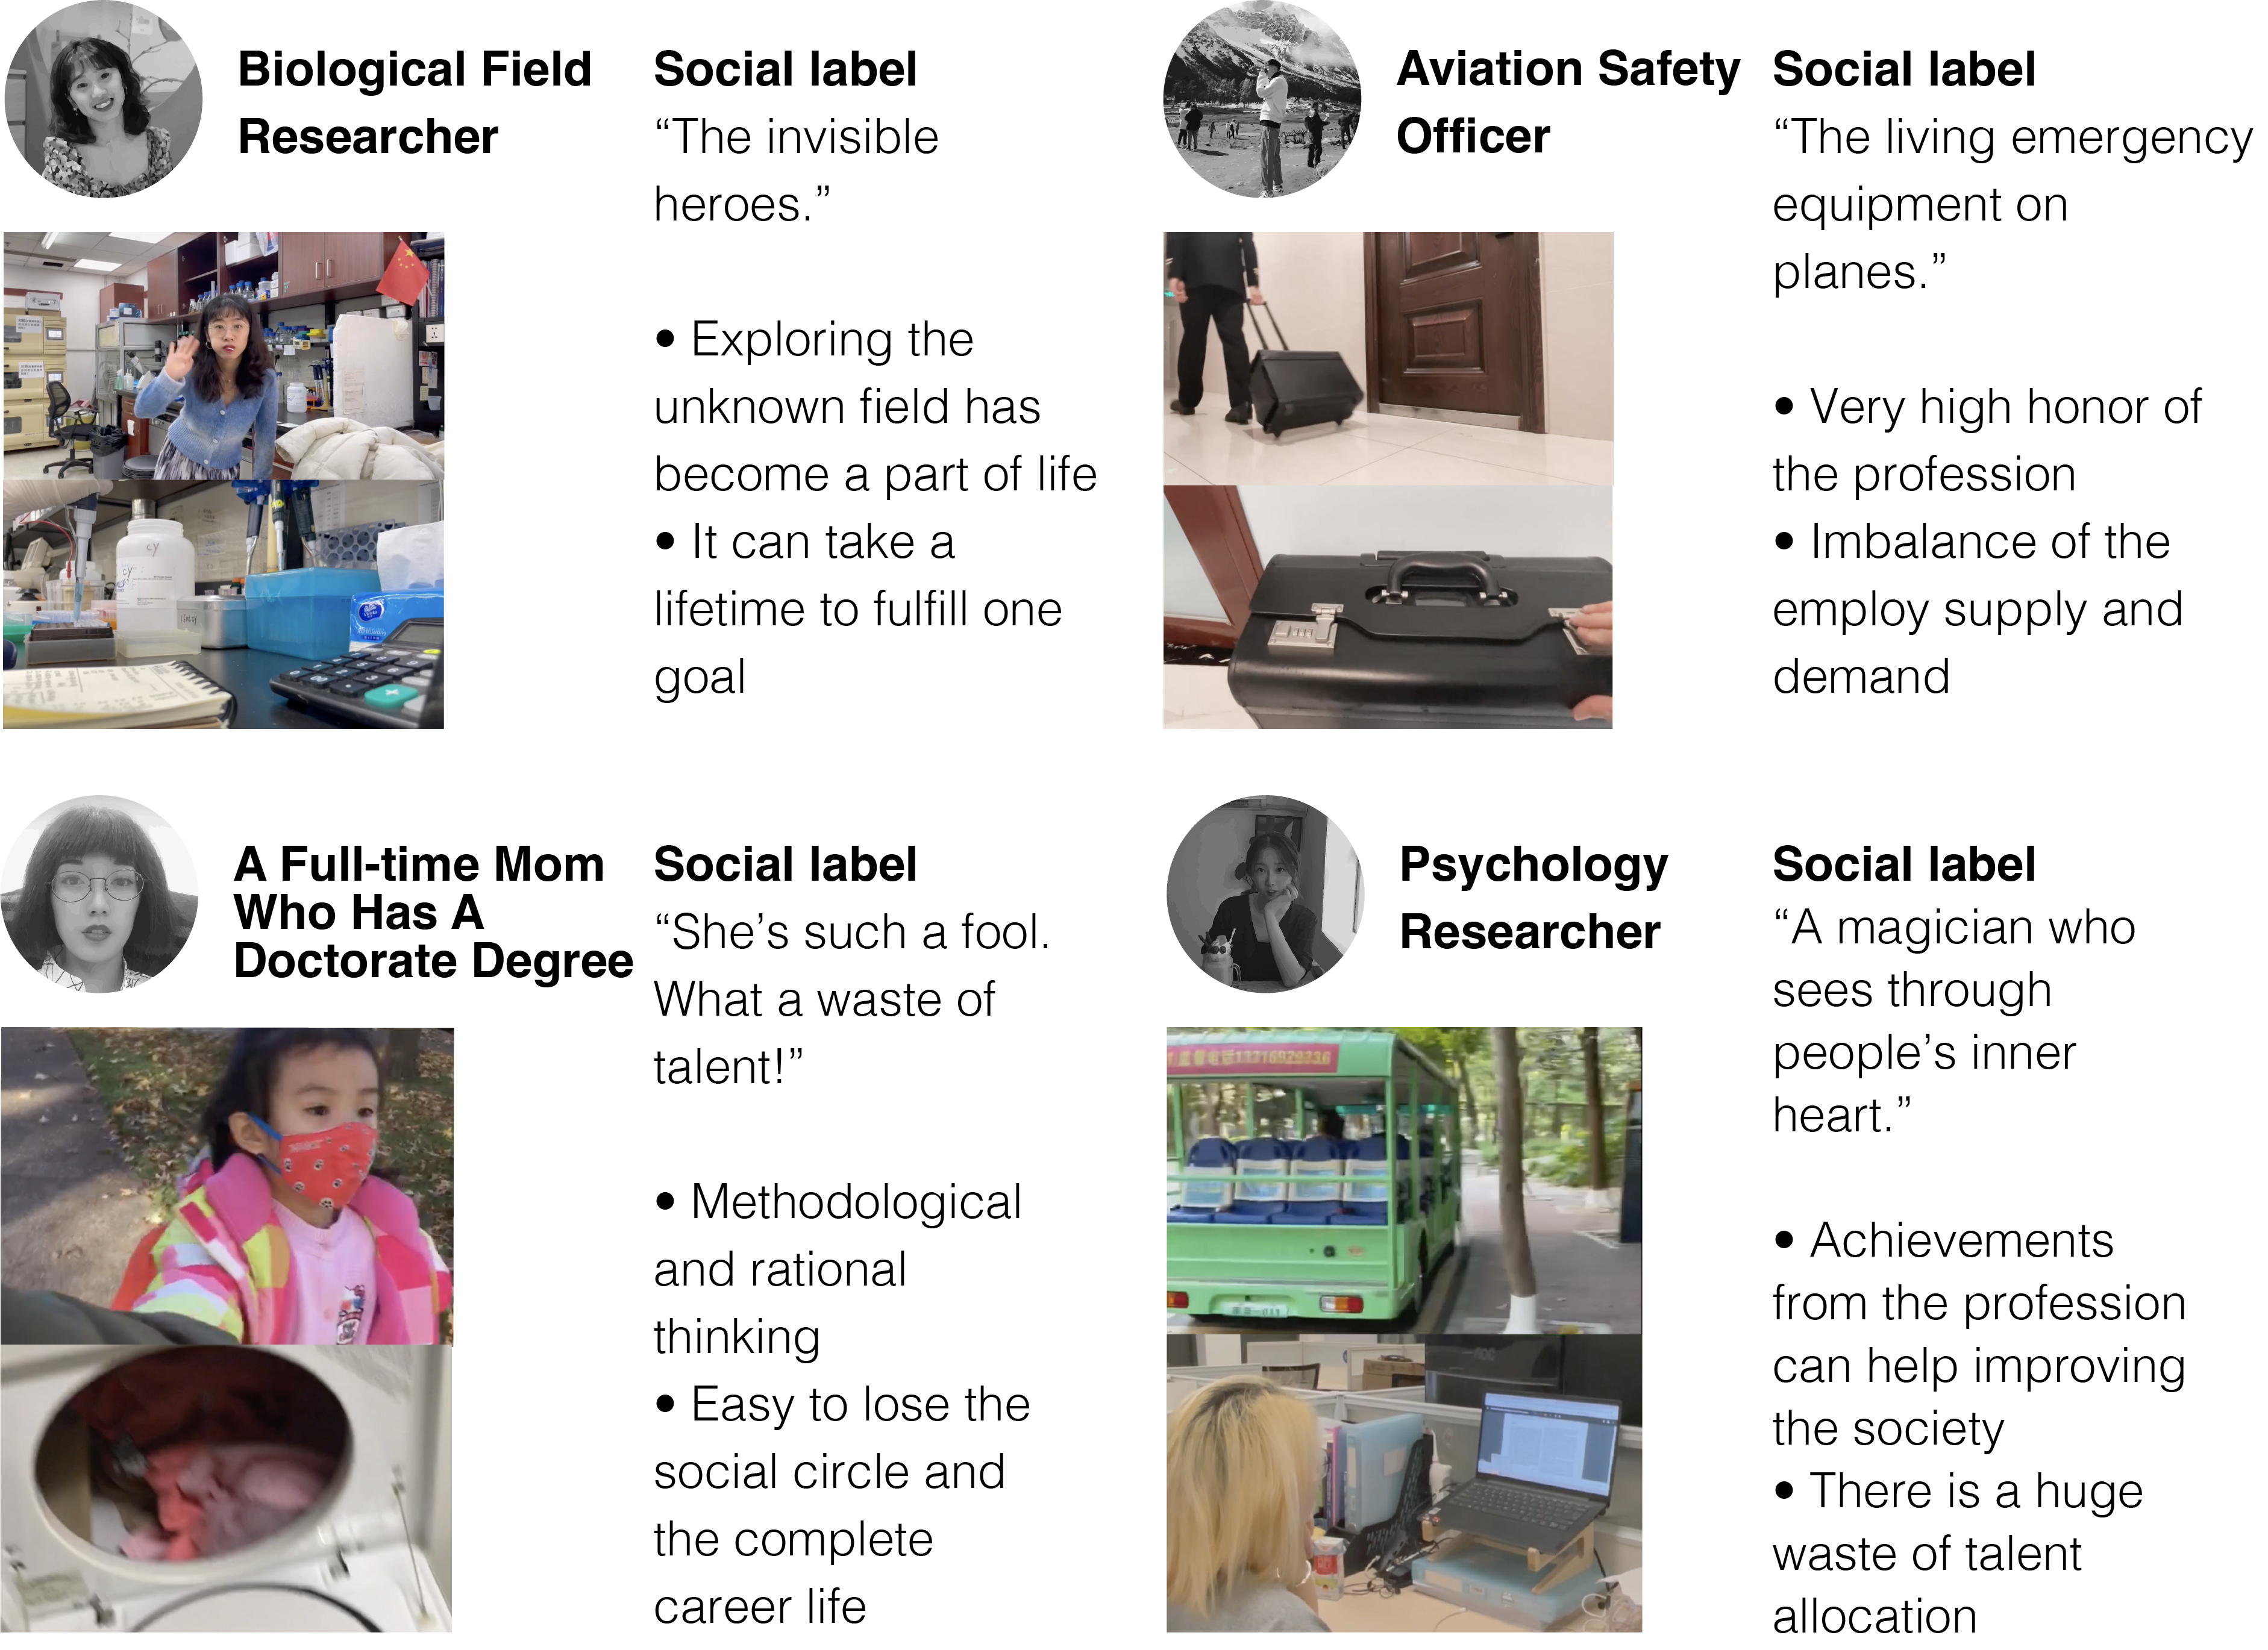 Biological Field
Researcher
Social label
“The invisible
heroes.”
• Exploring the
unknown field has
become a part of life
• It can take a
lifetime to fulfill one
goal
cy
Aviation Safety
Officer
Social label
“The living emergency
equipment on
planes.”
• Very high honor of
the profession
• Imbalance of the
employ supply and
demand
A Full-time Mom
Who Has A
Doctorate Degree
Social label
“She’s such a fool.
What a waste of
talent!”
• Methodological
and rational
thinking
• Easy to lose the
social circle and
the complete
career life
Psychology
Researcher
Social label
“A magician who
sees through
people’s inner
heart.”
• Achievements
from the profession
can help improving
the society
• There is a huge
waste of talent
allocation
AOC